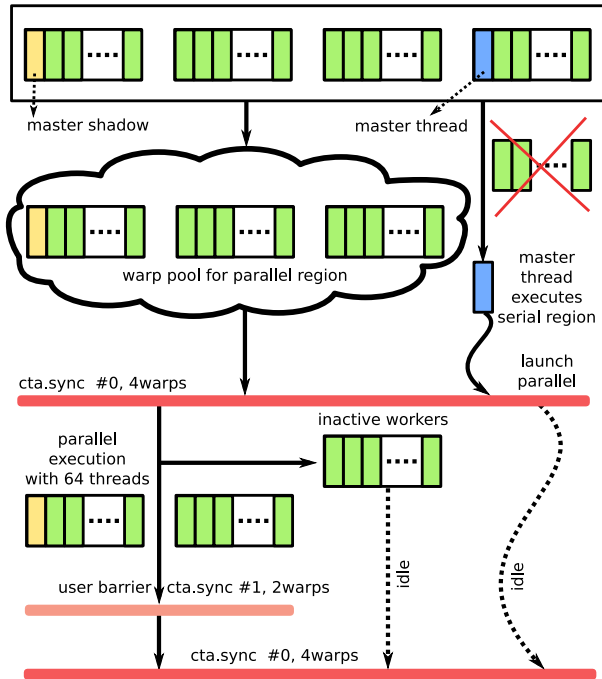 master shadow
master thread
warp pool for parallel region
master
thread
executes
serial region
launch
parallel
cta.sync #0, 4warps
inactive workers
parallel
execution
with 64 threads
idle
idle
user barrier cta.sync #1, 2warps
cta.sync #0, 4warps